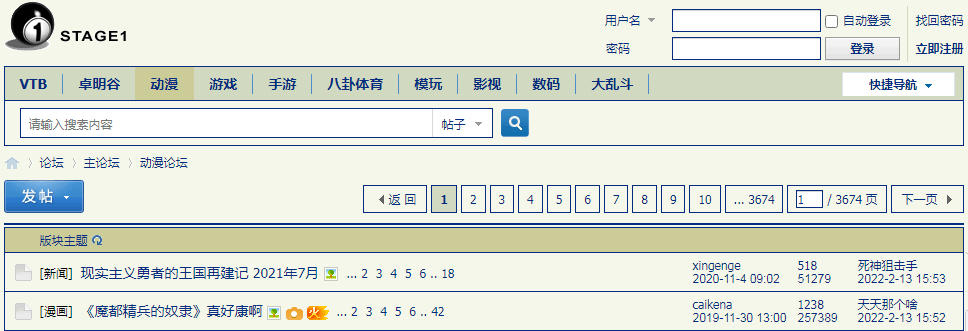 1
STAGE1
用户名
自动登录
找回密码
密码
登录
立即注册
VTB 卓明谷 动漫 游戏 手游 八卦体育 模玩 影视 数码 大乱斗 快捷导航
请输入搜索内容 帖子
论坛 主论坛 动漫论坛
发帖
返回 1 2 3 4 5 6 7 8 9 10 ... 3674 1 / 3674 页 下一页
版块主题
[新闻] 现实主义勇者的王国再建记 2021年7月 ... 2 3 4 5 6 .. 18
xingenge 518 死神狙击手
2020-11-4 09:02 51279 2022-2-13 15:53
[漫画] 《魔都精兵的奴隶》真好康啊 火 ... 2 3 4 5 6 .. 42
caikena 1238 天天那个啥
2019-11-30 13:00 257389 2022-2-13 15:52